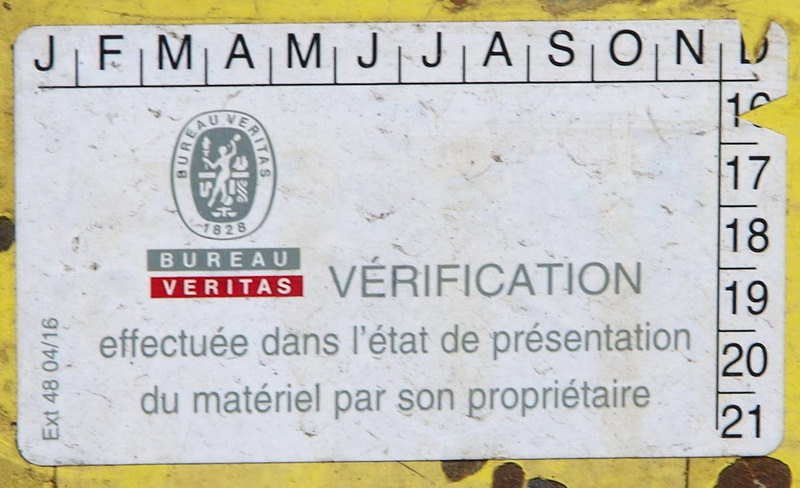 J F M A M J J A S O N D
16
17
18
19
20
21
BUREAU VERITAS
1828
BUREAU
VERITAS
VÉRIFICATION
effectuée dans l'état de présentation
du matériel par son propriétaire
Ext 48 04/16